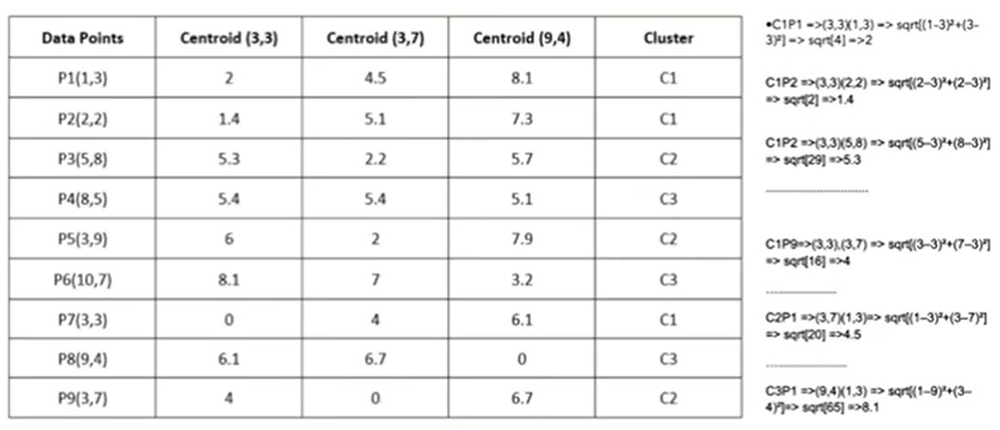 Data Points Centroid (3,3) Centroid (3,7) Centroid (9,4) Cluster
P1(1,3) 2 4.5 8.1 C1
P2(2,2) 1.4 5.1 7.3 C1
P3(5,8) 5.3 2.2 5.7 C2
P4(8,5) 5.4 5.4 5.1 C3
P5(3,9) 6 2 7.9 C2
P6(10,7) 8.1 7 3.2 C3
P7(3,3) 0 4 6.1 C1
P8(9,4) 6.1 6.7 0 C3
P9(3,7) 4 0 6.7 C2
•C1P1 =>(3,3)(1,3) => sqrt[(1–3)²+(3–
3)²] => sqrt[4] =>2
C1P2 =>(3,3)(2,2) => sqrt[(2–3)²+(2–3)²]
=> sqrt[2] =>1.4
C1P2 =>(3,3)(5,8) => sqrt[(5–3)²+(8–3)²]
=> sqrt[29] =>5.3
----------------------------
C1P9=>(3,3),(3,7) => sqrt[(3–3)²+(7–3)²]
=> sqrt[16] =>4
-------------------
C2P1 =>(3,7)(1,3)=> sqrt[(1–3)²+(3–7)²]
=> sqrt[20] =>4.5
----------------------
C3P1 =>(9,4)(1,3) => sqrt[(1–9)²+(3–
4)²]=> sqrt[65] =>8.1